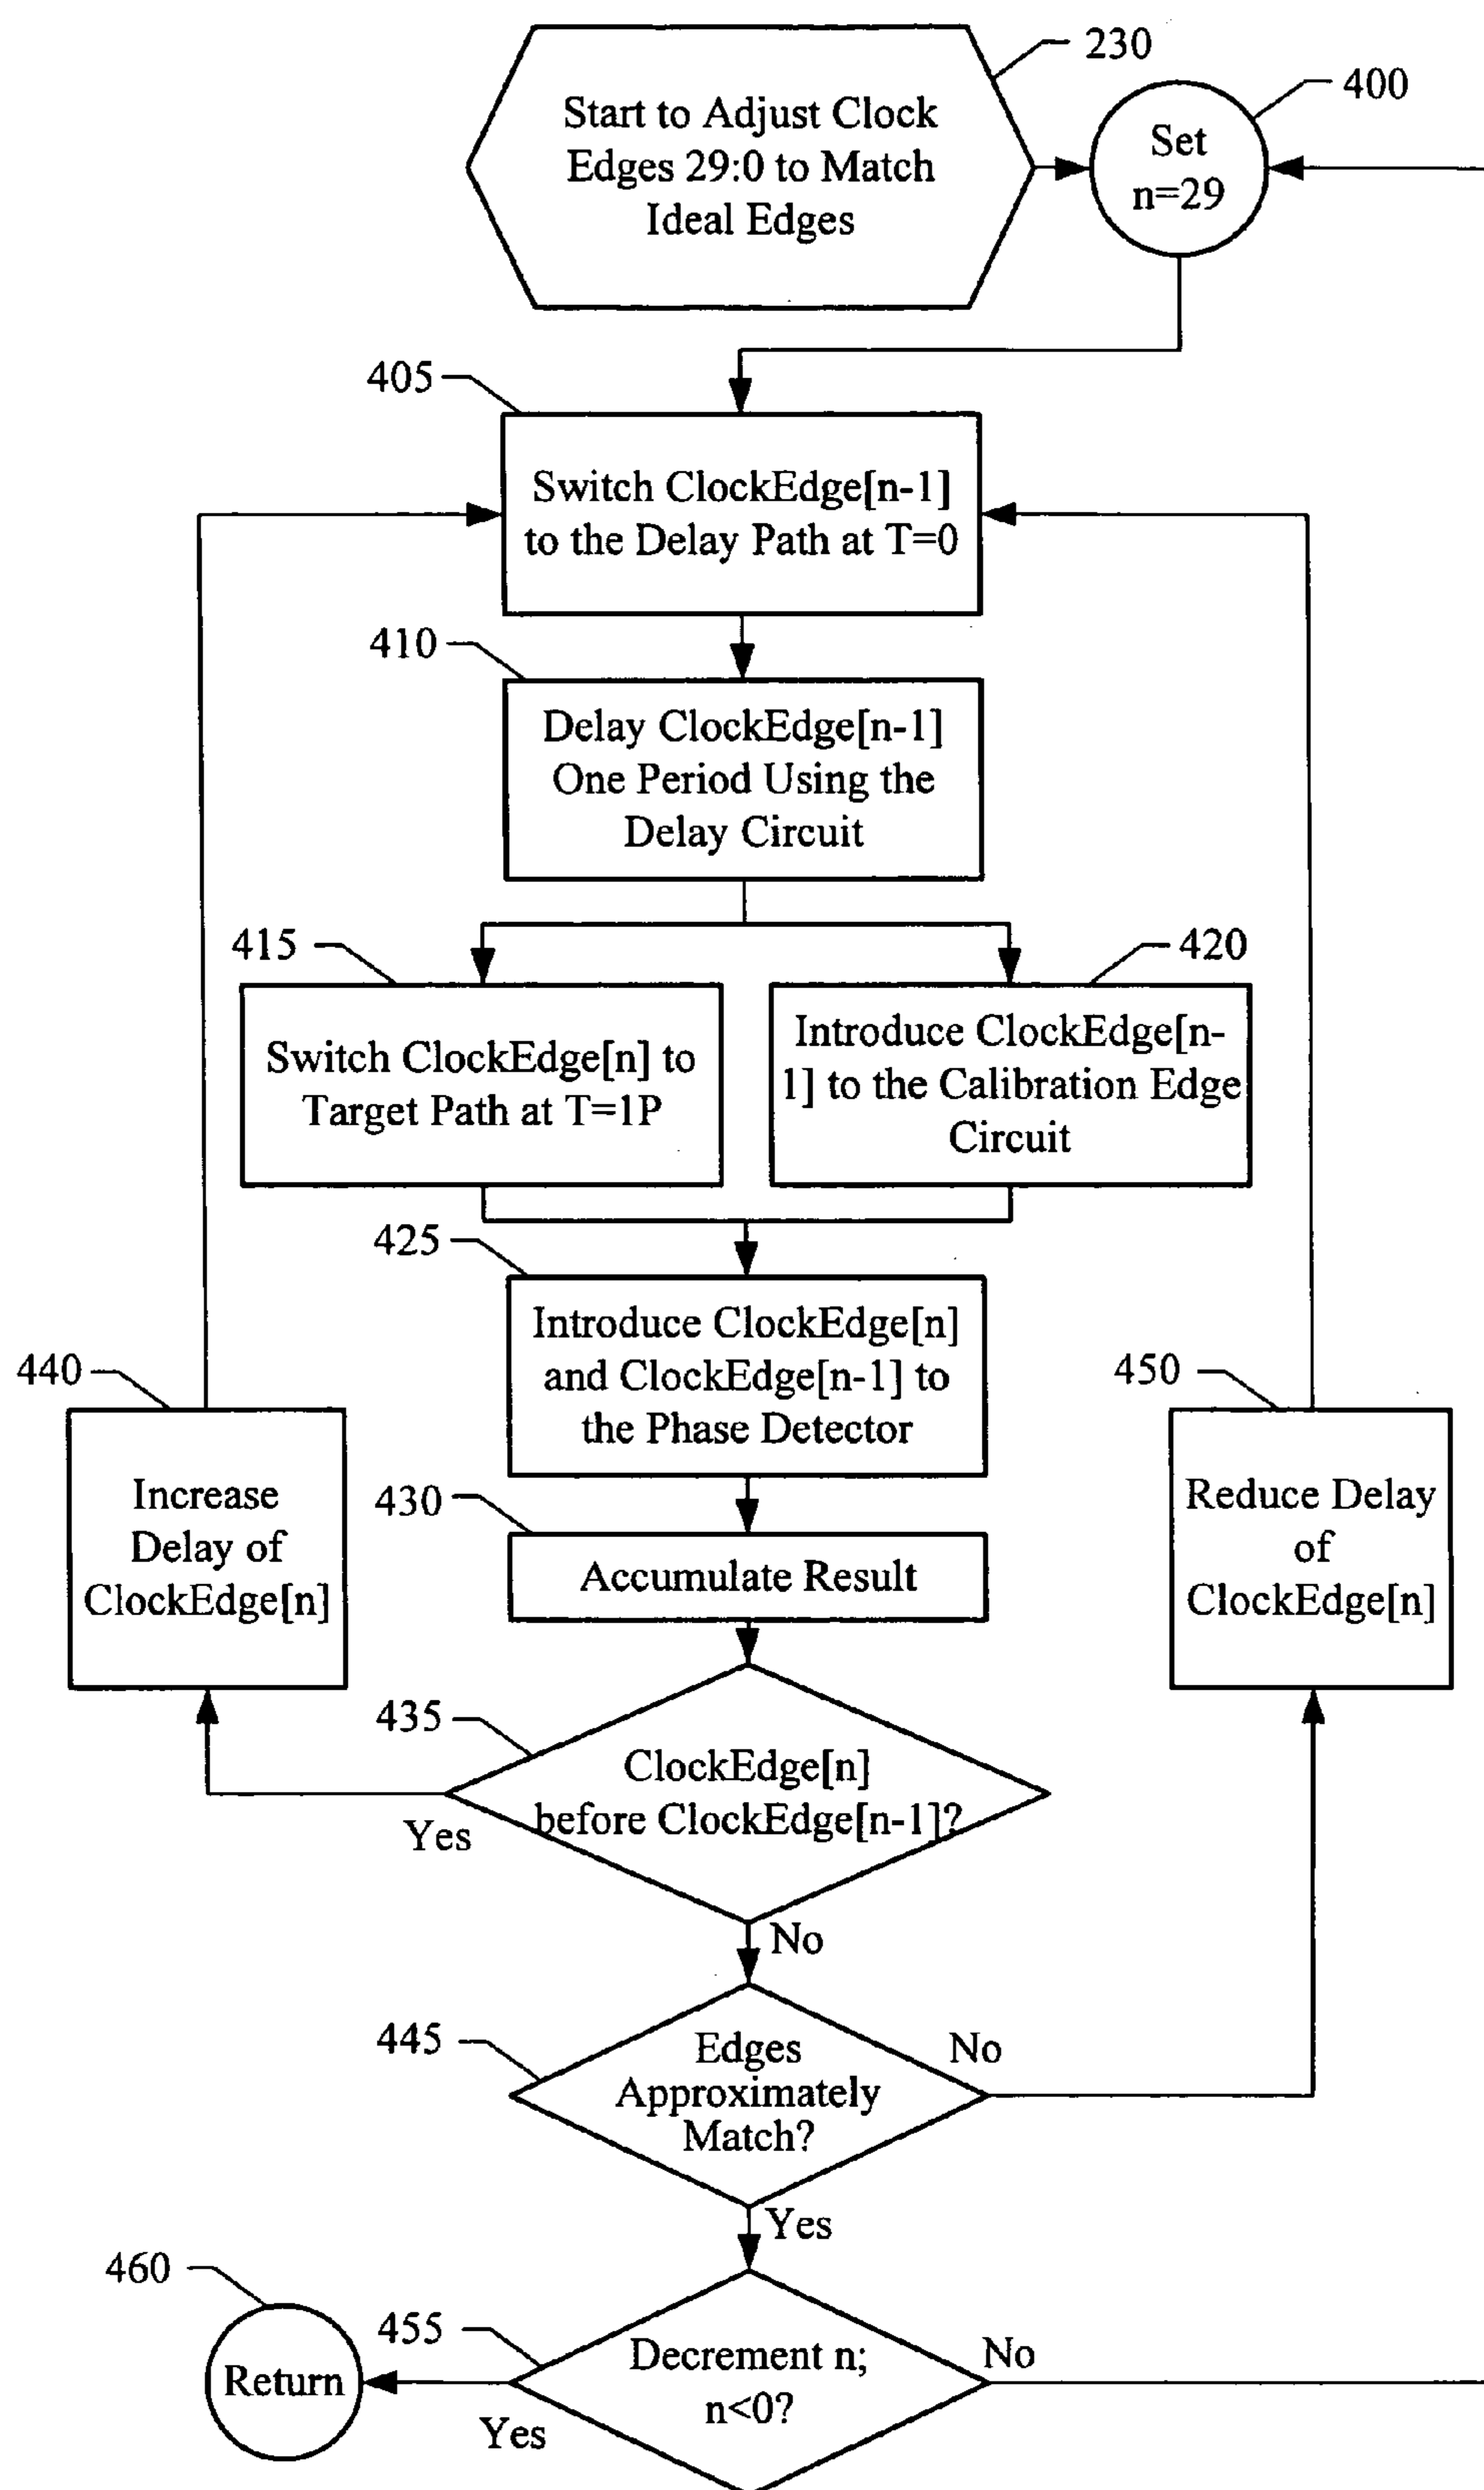 230
Start to Adjust Clock
Edges 29:0 to Match
Ideal Edges
400
Set
n=29
405
Switch ClockEdge[n-1]
to the Delay Path at T=0
410
Delay ClockEdge[n-1]
One Period Using the
Delay Circuit
415
Switch ClockEdge[n] to
Target Path at T=1P
420
Introduce ClockEdge[n-
1] to the Calibration Edge
Circuit
425
Introduce ClockEdge[n]
and ClockEdge[n-1] to
the Phase Detector
440
Increase
Delay of
ClockEdge[n]
450
Reduce Delay
of
ClockEdge[n]
430
Accumulate Result
435
ClockEdge[n]
before ClockEdge[n-1]?
Yes
No
445
Edges
Approximately
Match?
No
Yes
460
Return
455
Decrement n;
n<0?
No
Yes